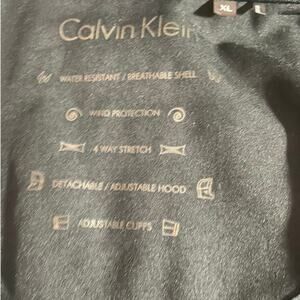 XL
Calvin Klein
WATER RESISTANT / BREATHABLE SHELL
WIND PROTECTION
4 WAY STRETCH
DETACHABLE / ADJUSTABLE HOOD
ADJUSTABLE CUFFS